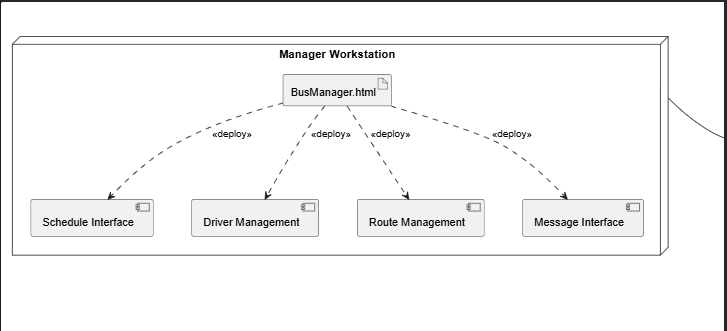 Manager Workstation
BusManager.html
«deploy» «deploy» «deploy» «deploy»
Schedule Interface
Driver Management
Route Management
Message Interface